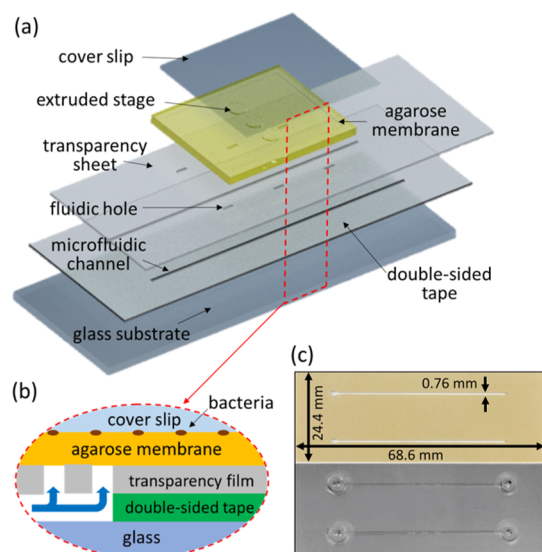 (a)
cover slip
extruded stage
agarose
membrane
transparency
sheet
fluidic hole
microfluidic
channel
double-sided
tape
glass substrate
(b)
bacteria
cover slip
agarose membrane
transparency film
double-sided tape
glass
(c)
0.76 mm
24.4 mm
68.6 mm